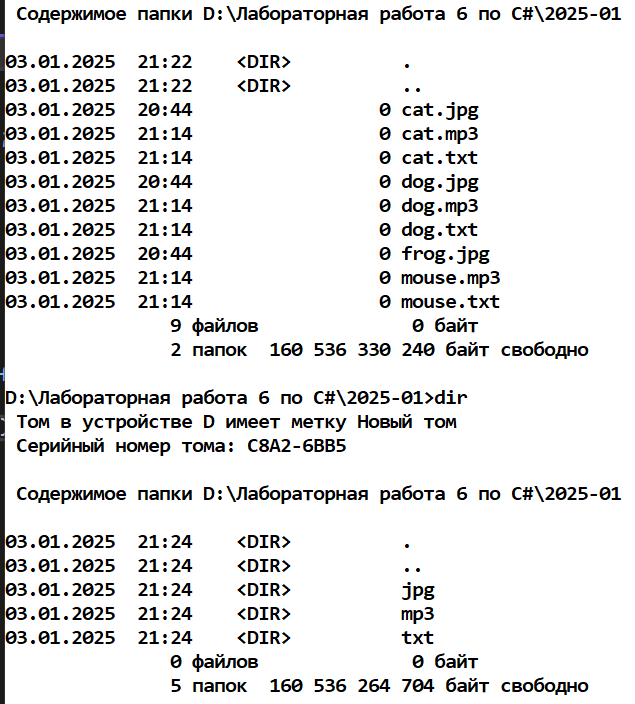 Содержимое папки D:\Лабораторная работа 6 по C#\2025-01
03.01.2025  21:22    <DIR>          .
03.01.2025  21:22    <DIR>          ..
03.01.2025  20:44                 0 cat.jpg
03.01.2025  21:14                 0 cat.mp3
03.01.2025  21:14                 0 cat.txt
03.01.2025  20:44                 0 dog.jpg
03.01.2025  21:14                 0 dog.mp3
03.01.2025  21:14                 0 dog.txt
03.01.2025  20:44                 0 frog.jpg
03.01.2025  21:14                 0 mouse.mp3
03.01.2025  21:14                 0 mouse.txt
9 файлов              0 байт
2 папок  160 536 330 240 байт свободно
D:\Лабораторная работа 6 по C#\2025-01>dir
Том в устройстве D имеет метку Новый том
Серийный номер тома: C8A2-6BB5
Содержимое папки D:\Лабораторная работа 6 по C#\2025-01
03.01.2025  21:24    <DIR>          .
03.01.2025  21:24    <DIR>          ..
03.01.2025  21:24    <DIR>          jpg
03.01.2025  21:24    <DIR>          mp3
03.01.2025  21:24    <DIR>          txt
0 файлов              0 байт
5 папок  160 536 264 704 байт свободно